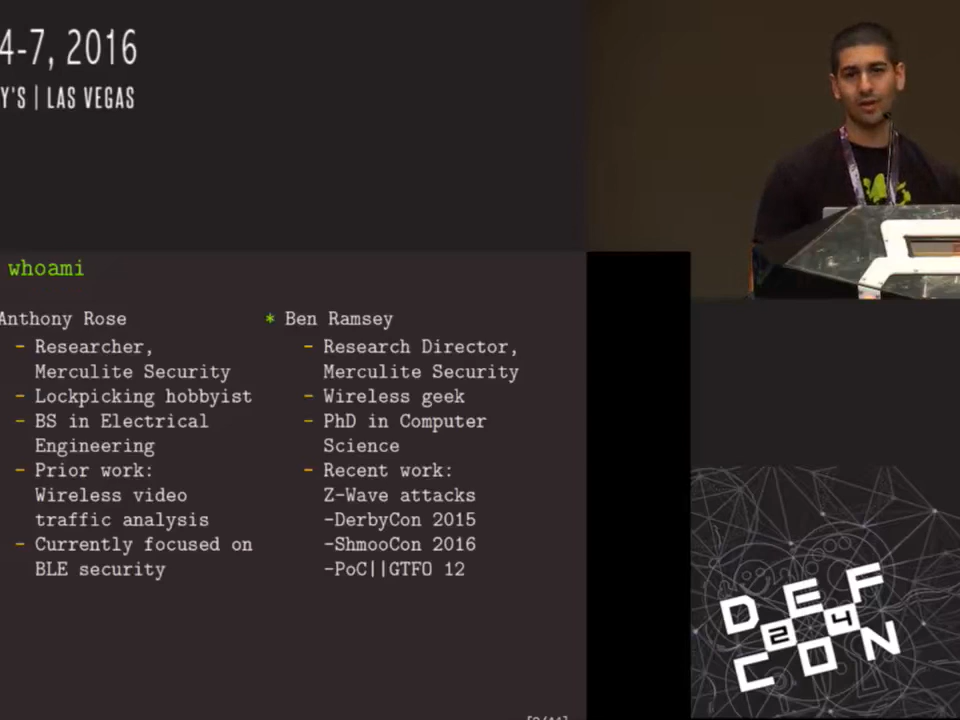 4-7, 2016
Y'S | LAS VEGAS
whoami
Anthony Rose
- Researcher,
Merculite Security
- Lockpicking hobbyist
- BS in Electrical
Engineering
- Prior work:
Wireless video
traffic analysis
- Currently focused on
BLE security
* Ben Ramsey
- Research Director,
Merculite Security
- Wireless geek
- PhD in Computer
Science
- Recent work:
Z-Wave attacks
-DerbyCon 2015
-ShmooCon 2016
-PoC||GTFO 12
DEF
24
CON